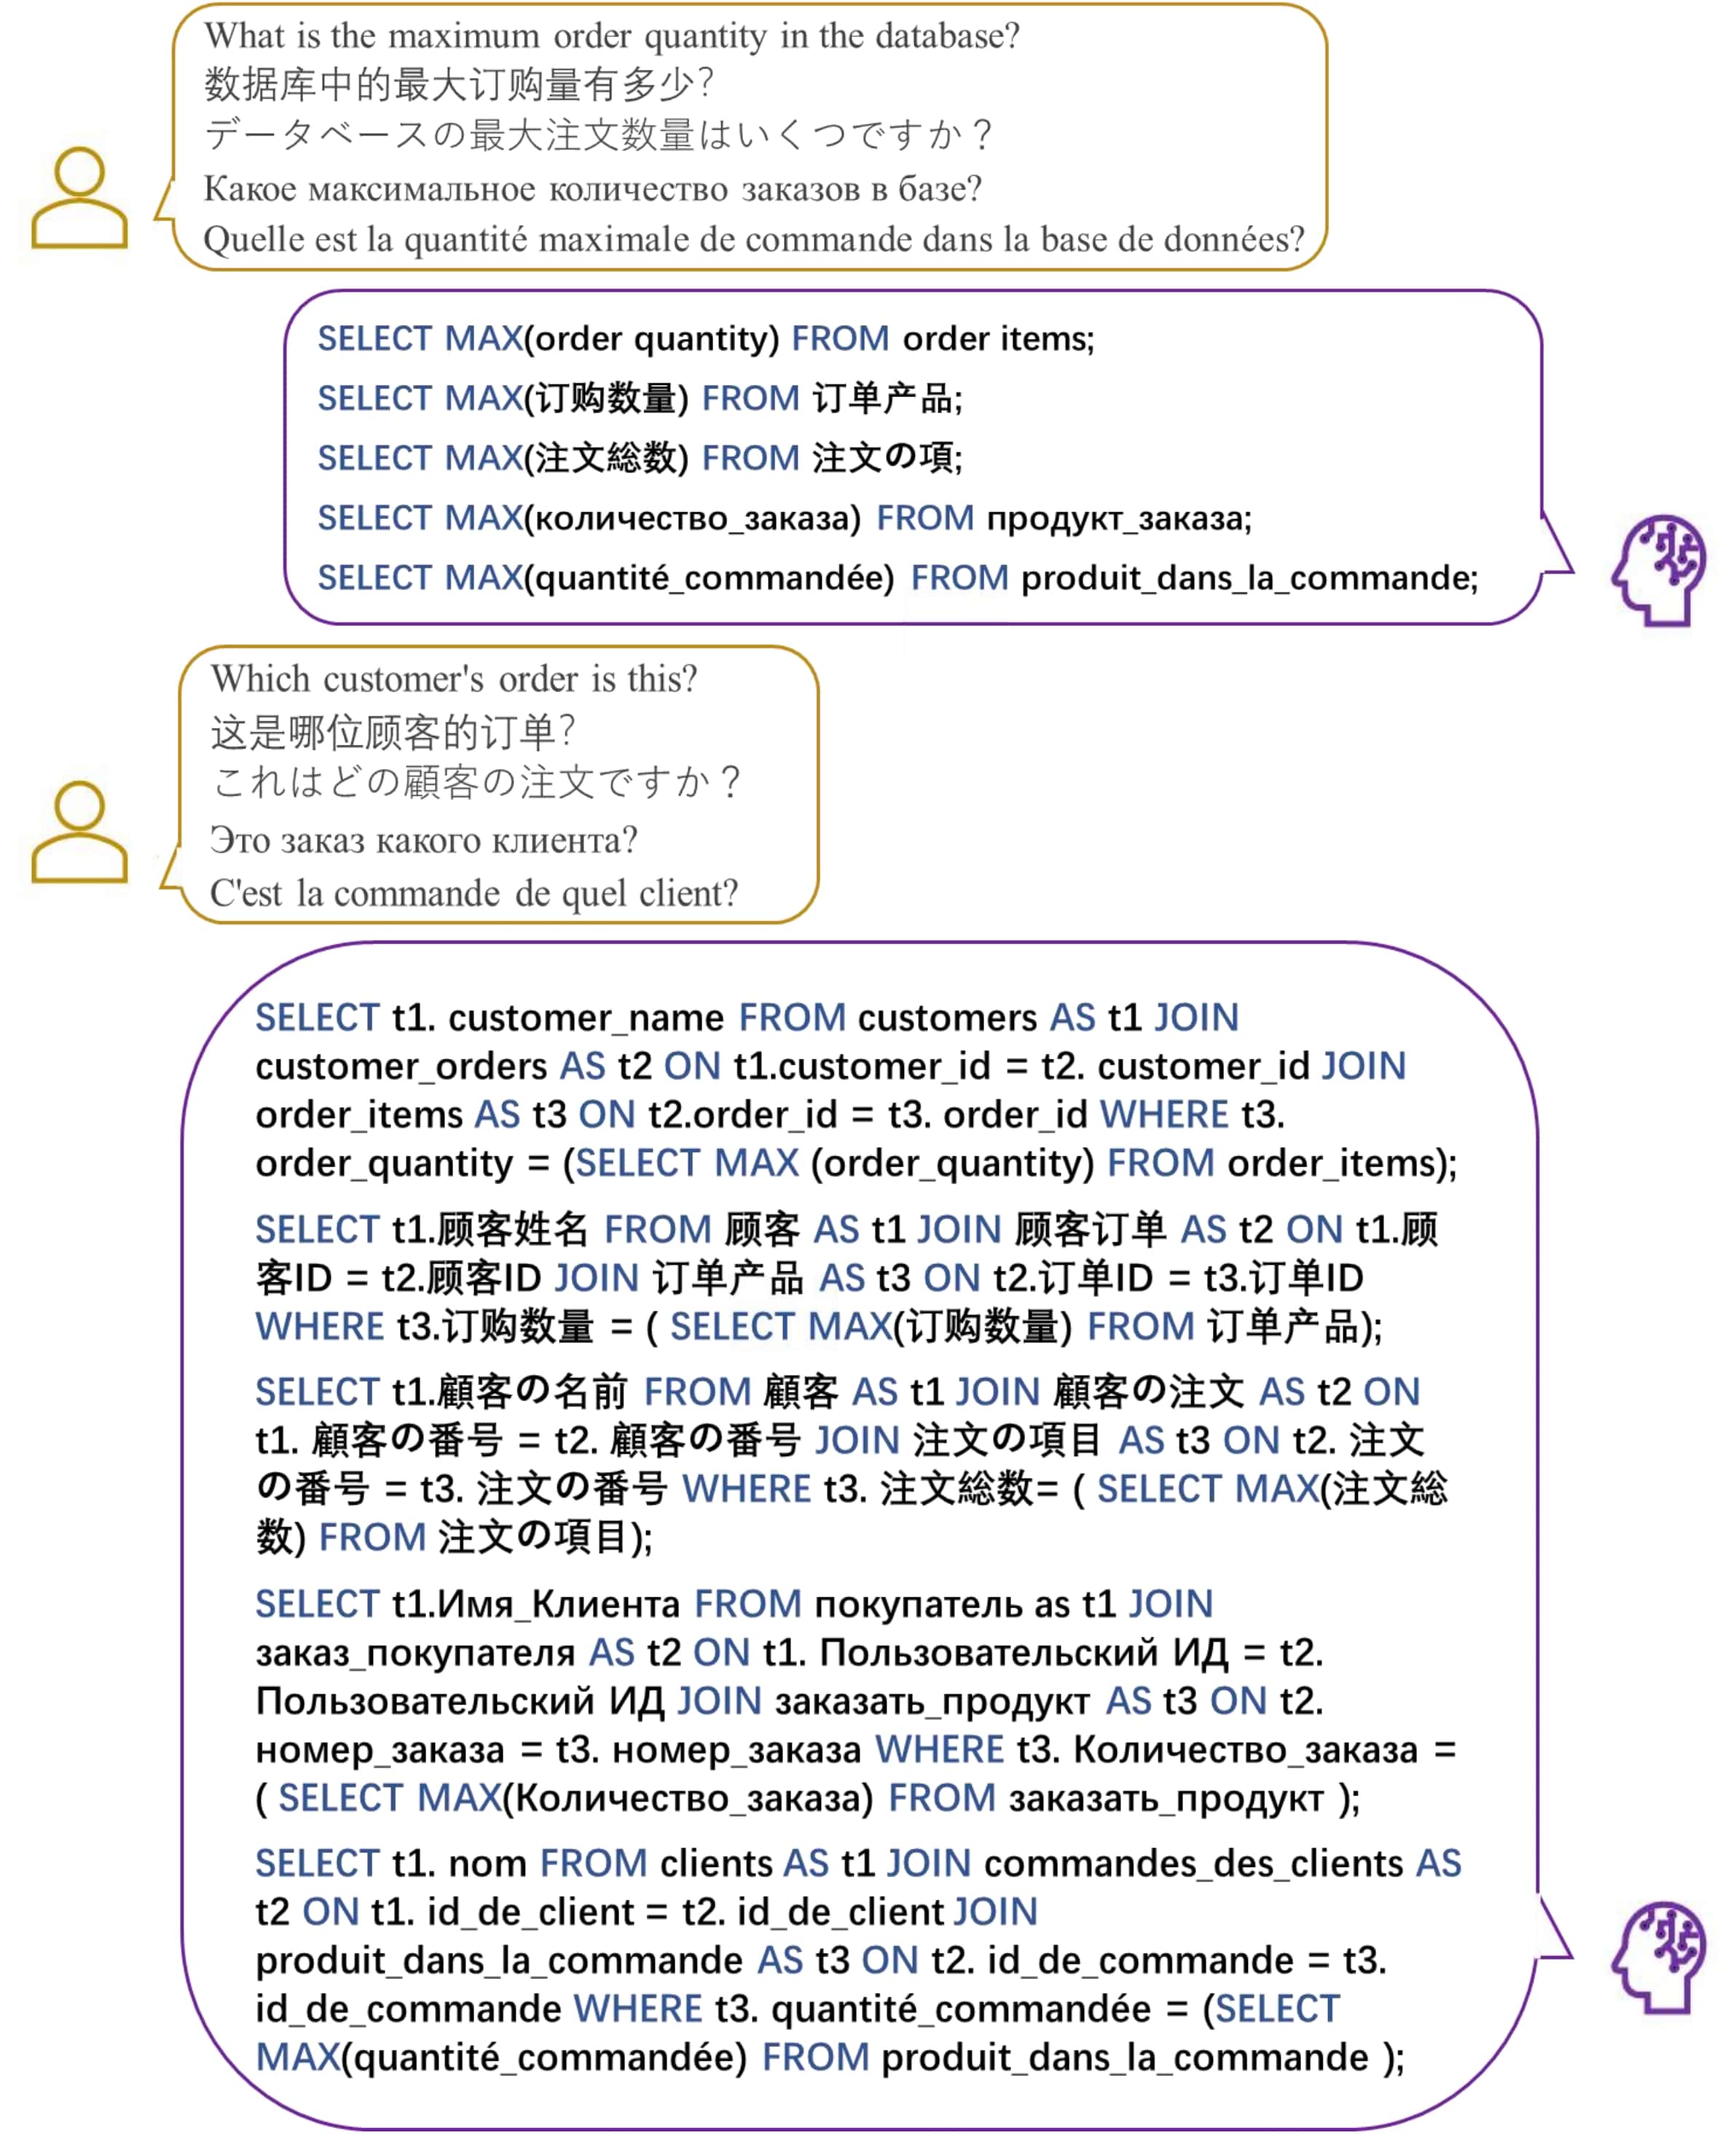 What is the maximum order quantity in the database?
数据库中的最大订购量有多少?
データベースの最大注文数量はいくつですか？
Какое максимальное количество заказов в базе?
Quelle est la quantité maximale de commande dans la base de données?
SELECT MAX(order quantity) FROM order items;
SELECT MAX(订购数量) FROM 订单产品;
SELECT MAX(注文総数) FROM 注文の項;
SELECT MAX(количество_заказа) FROM продукт_заказа;
SELECT MAX(quantité_commandée) FROM produit_dans_la_commande;
Which customer's order is this?
这是哪位顾客的订单?
これはどの顧客の注文ですか？
Это заказ какого клиента?
C'est la commande de quel client?
SELECT t1. customer_name FROM customers AS t1 JOIN
customer_orders AS t2 ON t1.customer_id = t2. customer_id JOIN
order_items AS t3 ON t2.order_id = t3. order_id WHERE t3.
order_quantity = (SELECT MAX (order_quantity) FROM order_items);
SELECT t1.顾客姓名 FROM 顾客 AS t1 JOIN 顾客订单 AS t2 ON t1.顾
客ID = t2.顾客ID JOIN 订单产品 AS t3 ON t2.订单ID = t3.订单ID
WHERE t3.订购数量 = ( SELECT MAX(订购数量) FROM 订单产品);
SELECT t1.顧客の名前 FROM 顧客 AS t1 JOIN 顧客の注文 AS t2 ON
t1. 顧客の番号 = t2. 顧客の番号 JOIN 注文の項目 AS t3 ON t2. 注文
の番号 = t3. 注文の番号 WHERE t3. 注文総数= ( SELECT MAX(注文総
数) FROM 注文の項目);
SELECT t1.Имя_Клиента FROM покупатель as t1 JOIN
заказ_покупателя AS t2 ON t1. Пользовательский ИД = t2.
Пользовательский ИД JOIN заказать_продукт AS t3 ON t2.
номер_заказа = t3. номер_заказа WHERE t3. Количество_заказа =
( SELECT MAX(Количество_заказа) FROM заказать_продукт );
SELECT t1. nom FROM clients AS t1 JOIN commandes_des_clients AS
t2 ON t1. id_de_client = t2. id_de_client JOIN
produit_dans_la_commande AS t3 ON t2. id_de_commande = t3.
id_de_commande WHERE t3. quantité_commandée = (SELECT
MAX(quantité_commandée) FROM produit_dans_la_commande );